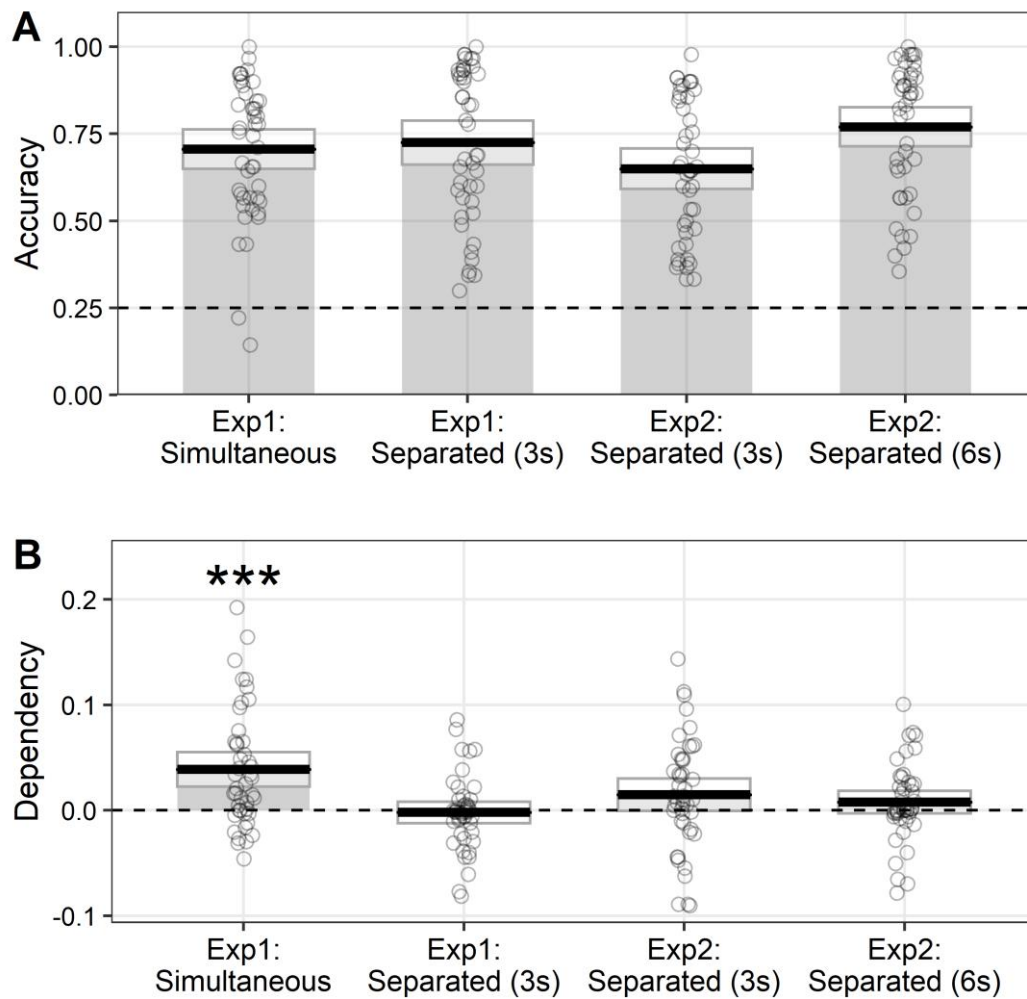 A
Accuracy
1.00
0.75
0.50
0.25
0.00
Exp1:
Simultaneous
Exp1:
Separated (3s)
Exp2:
Separated (3s)
Exp2:
Separated (6s)
B
***
Dependency
0.2
0.1
0.0
-0.1
Exp1:
Simultaneous
Exp1:
Separated (3s)
Exp2:
Separated (3s)
Exp2:
Separated (6s)